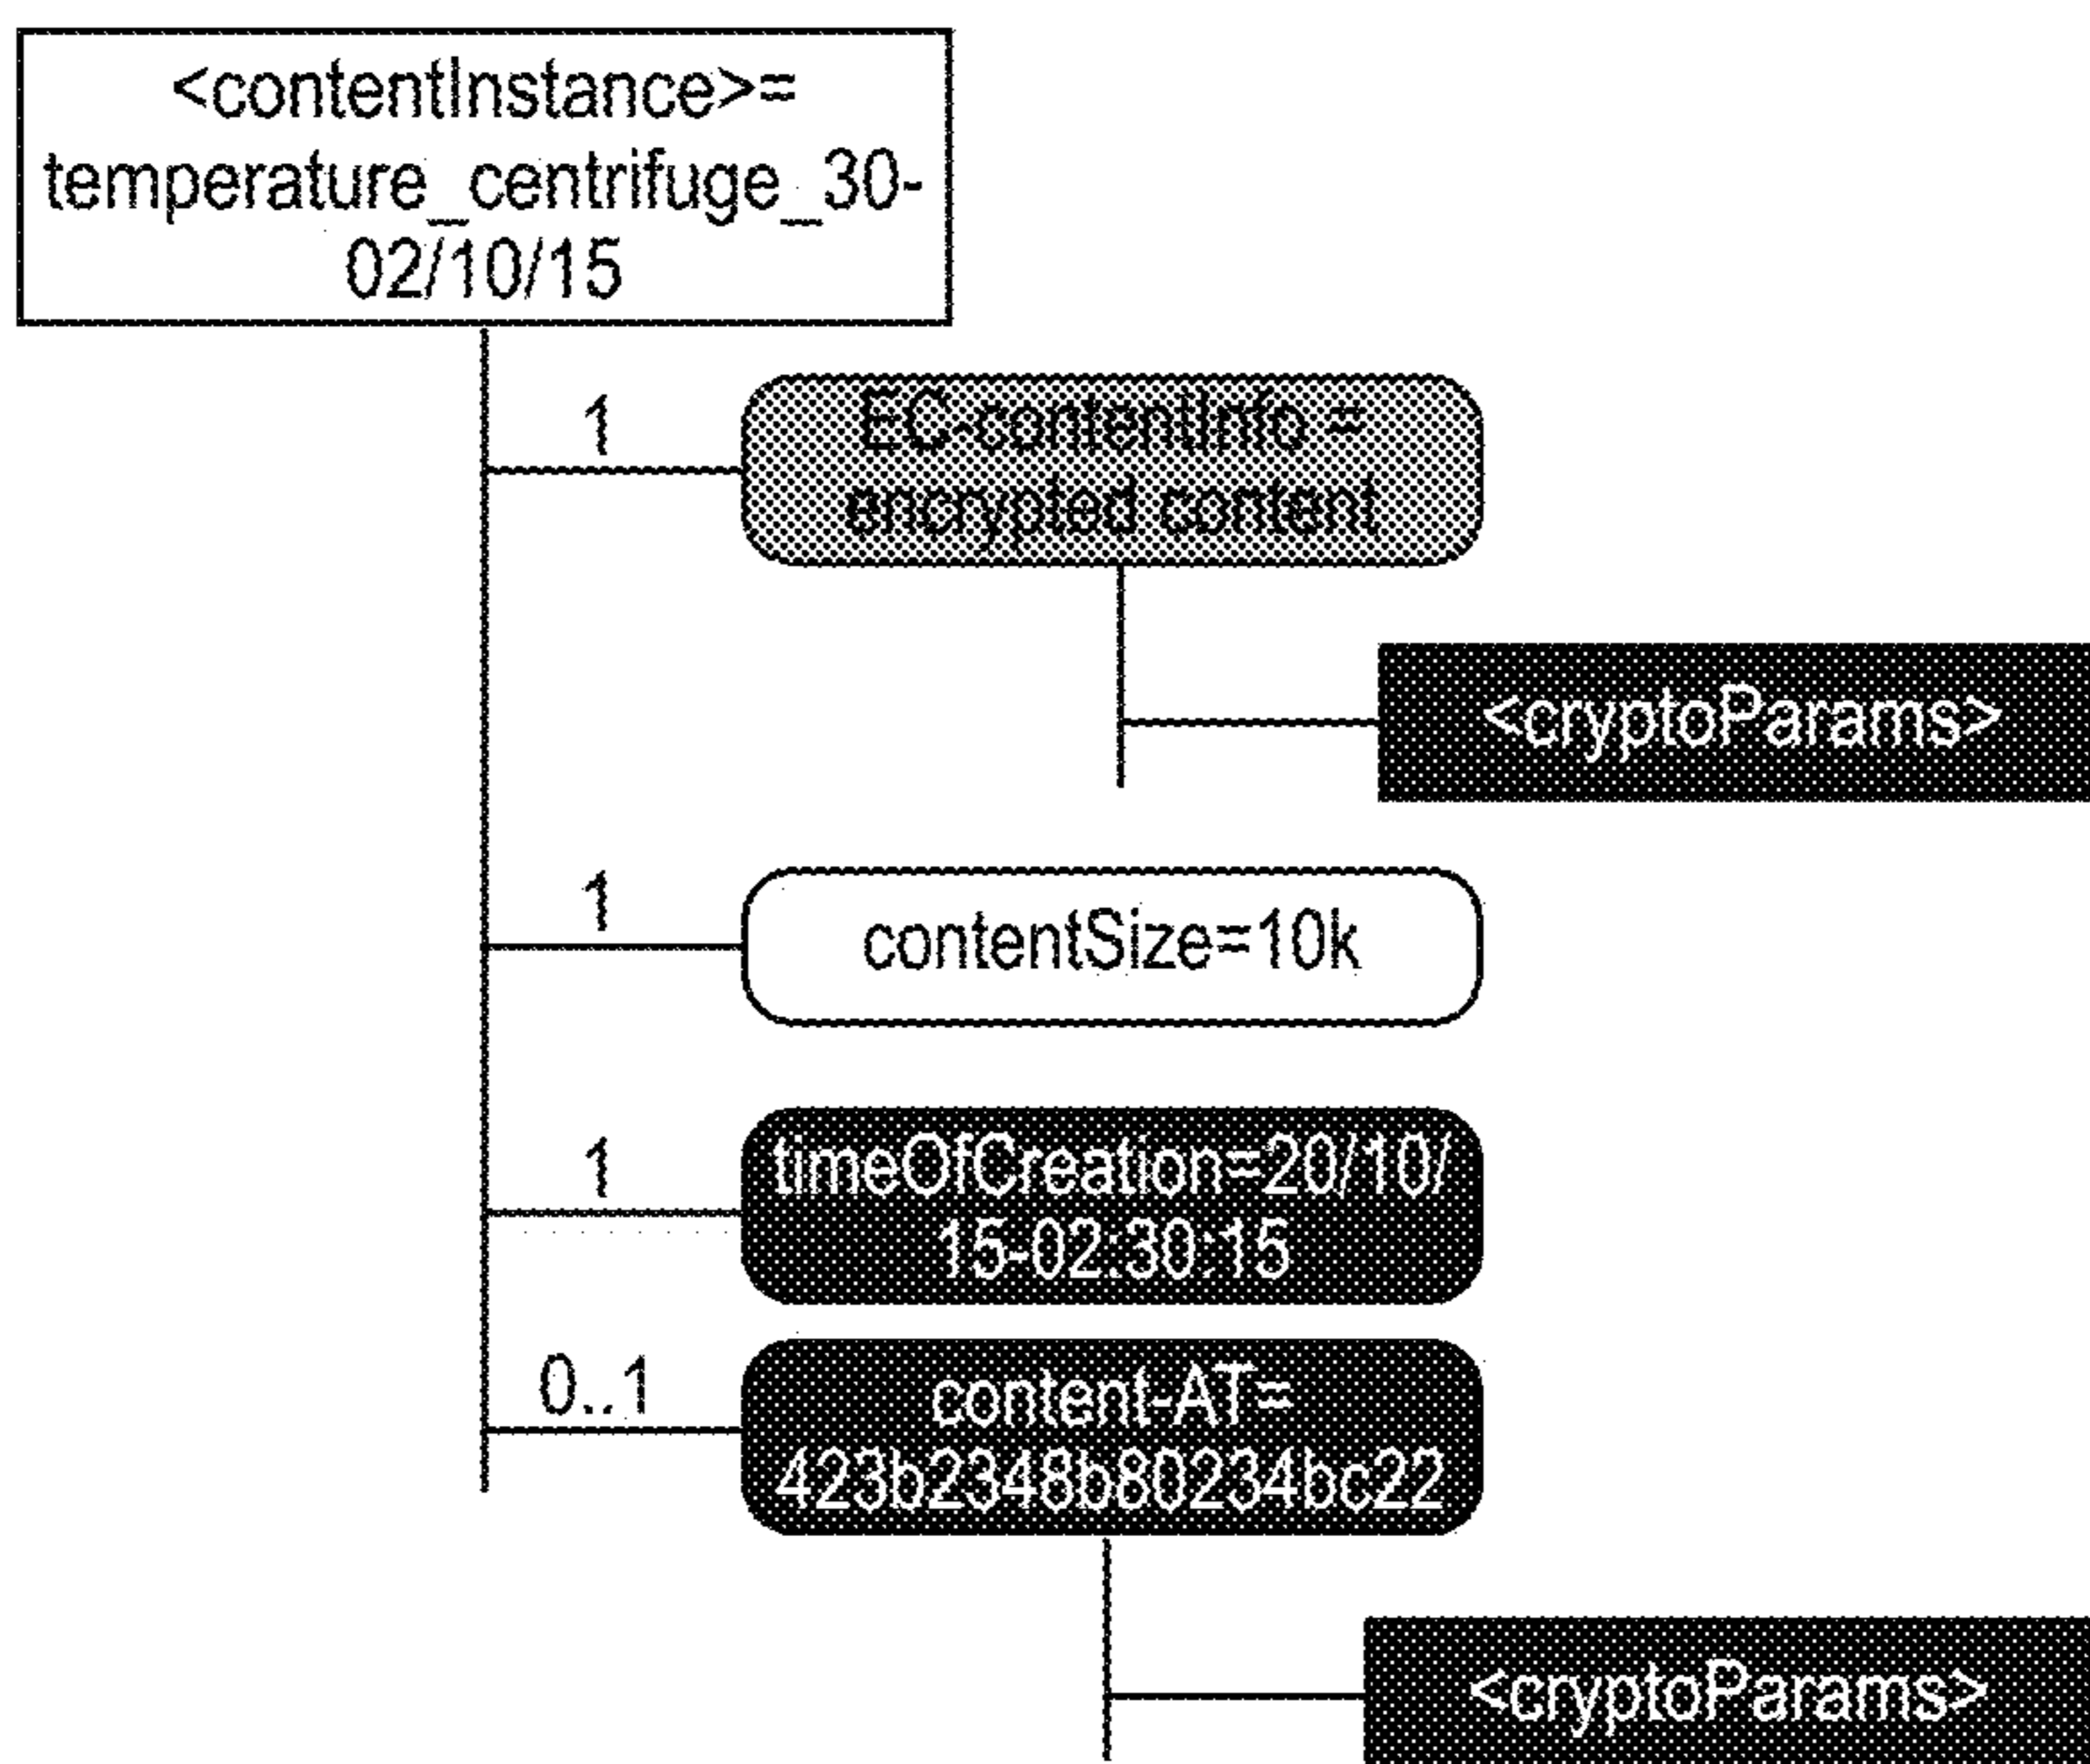 <contentInstance>=
temperature_centrifuge_30-
02/10/15
1
EC-contentInfo =
encrypted content
<cryptoParams>
1
contentSize=10k
1
timeOfCreation=20/10/
15-02:30:15
0..1
content-AT=
423b2348b80234bc22
<cryptoParams>